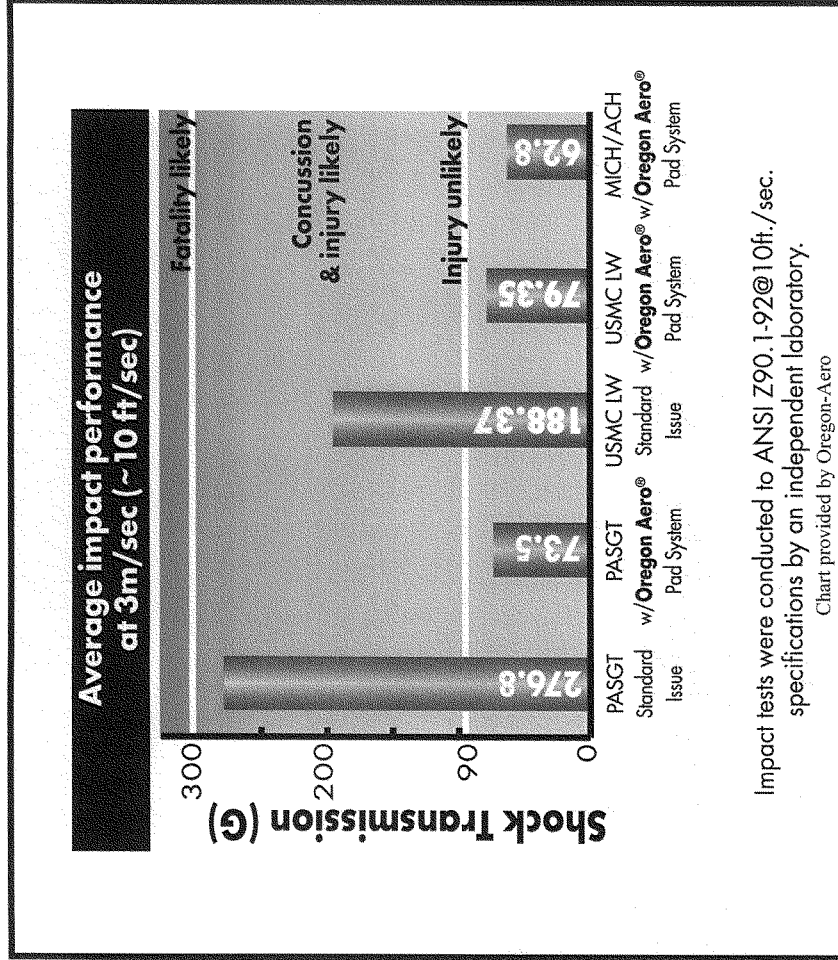 Average impact performance
at 3m/sec (~10 ft/sec)
Shock Transmission (G)
300
200
90
0
Fatality likely
Concussion
& injury likely
Injury unlikely
276.8
73.5
188.37
79.35
62.8
PASGT
Standard
Issue
PASGT
w/Oregon Aero®
Pad System
USMC LW
Standard
Issue
USMC LW
w/Oregon Aero®
Pad System
MICH/ACH
w/Oregon Aero®
Pad System
Impact tests were conducted to ANSI Z90.1-92@10ft./sec.
specifications by an independent laboratory.
Chart provided by Oregon-Aero